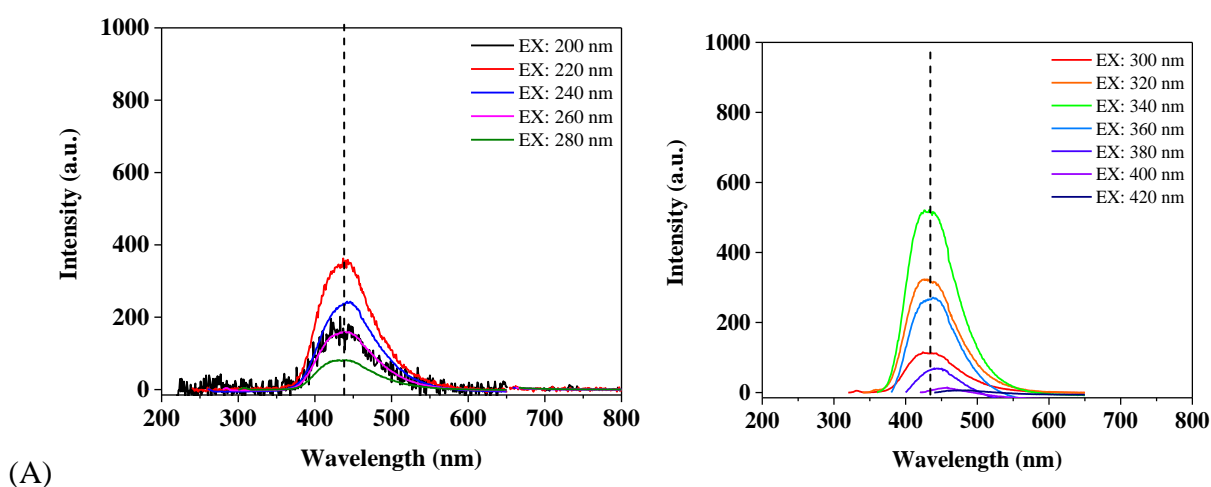 1000
800
600
400
200
0
Intensity (a.u.)
200 300 400 500 600 700 800
Wavelength (nm)
EX: 200 nm
EX: 220 nm
EX: 240 nm
EX: 260 nm
EX: 280 nm
1000
800
600
400
200
0
Intensity (a.u.)
200 300 400 500 600 700 800
Wavelength (nm)
EX: 300 nm
EX: 320 nm
EX: 340 nm
EX: 360 nm
EX: 380 nm
EX: 400 nm
EX: 420 nm
(A)